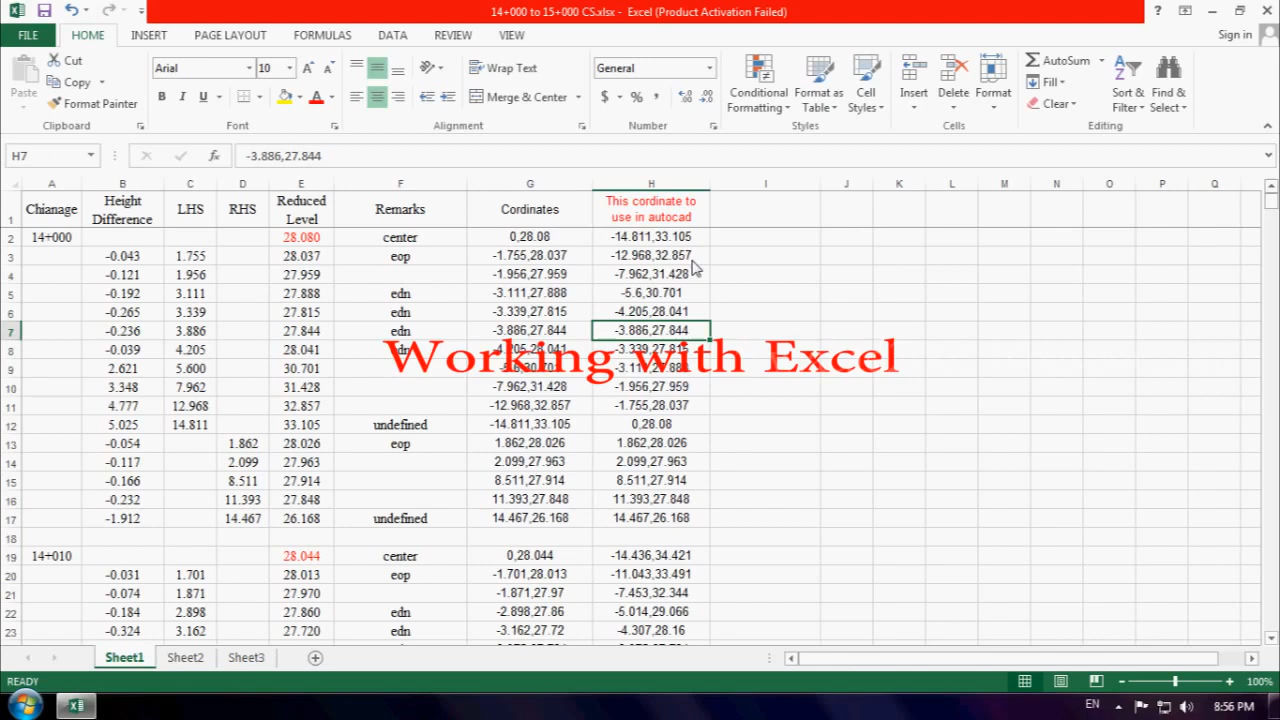 14+000 to 15+000 CS.xlsx - Excel (Product Activation Failed)
FILE HOME INSERT PAGE LAYOUT FORMULAS DATA REVIEW VIEW Sign in
Paste Cut Copy Format Painter
Arial 10 Wrap Text Merge & Center General
Conditional Formatting Format as Table Cell Styles Insert Delete Format AutoSum Fill Clear Sort & Filter Find & Select
Clipboard Font Alignment Number Styles Cells Editing
H7 -3.886,27.844
A B C D E F G H I J K L M N O P Q
1 Chianage Height Difference LHS RHS Reduced Level Remarks Cordinates This cordinate to use in autocad
2 14+000 28.080 center 0,28.08 -14.811,33.105
3 -0.043 1.755 28.037 eop -1.755,28.037 -12.968,32.857
4 -0.121 1.956 27.959 -1.956,27.959 -7.962,31.428
5 -0.192 3.111 27.888 edn -3.111,27.888 -5.6,30.701
6 -0.265 3.339 27.815 edn -3.339,27.815 -4.205,28.041
7 -0.236 3.886 27.844 edn -3.886,27.844 -3.886,27.844
8 -0.039 4.205 28.041 edn -4.205,28.041 -3.339,27.815
Working with Excel
9 2.621 5.600 30.701
10 3.348 7.962 31.428 -7.962,31.428 -1.956,27.959
11 4.777 12.968 32.857 -12.968,32.857 -1.755,28.037
12 5.025 14.811 33.105 undefined -14.811,33.105 0,28.08
13 -0.054 1.862 28.026 eop 1.862,28.026 1.862,28.026
14 -0.117 2.099 27.963 2.099,27.963 2.099,27.963
15 -0.166 8.511 27.914 8.511,27.914 8.511,27.914
16 -0.232 11.393 27.848 11.393,27.848 11.393,27.848
17 -1.912 14.467 26.168 undefined 14.467,26.168 14.467,26.168
18
19 14+010 28.044 center 0,28.044 -14.436,34.421
20 -0.031 1.701 28.013 eop -1.701,28.013 -11.043,33.491
21 -0.074 1.871 27.970 -1.871,27.97 -7.453,32.344
22 -0.184 2.898 27.860 edn -2.898,27.86 -5.014,29.066
23 -0.324 3.162 27.720 edn -3.162,27.72 -4.307,28.16
Sheet1 Sheet2 Sheet3
READY 100%
EN 8:56 PM